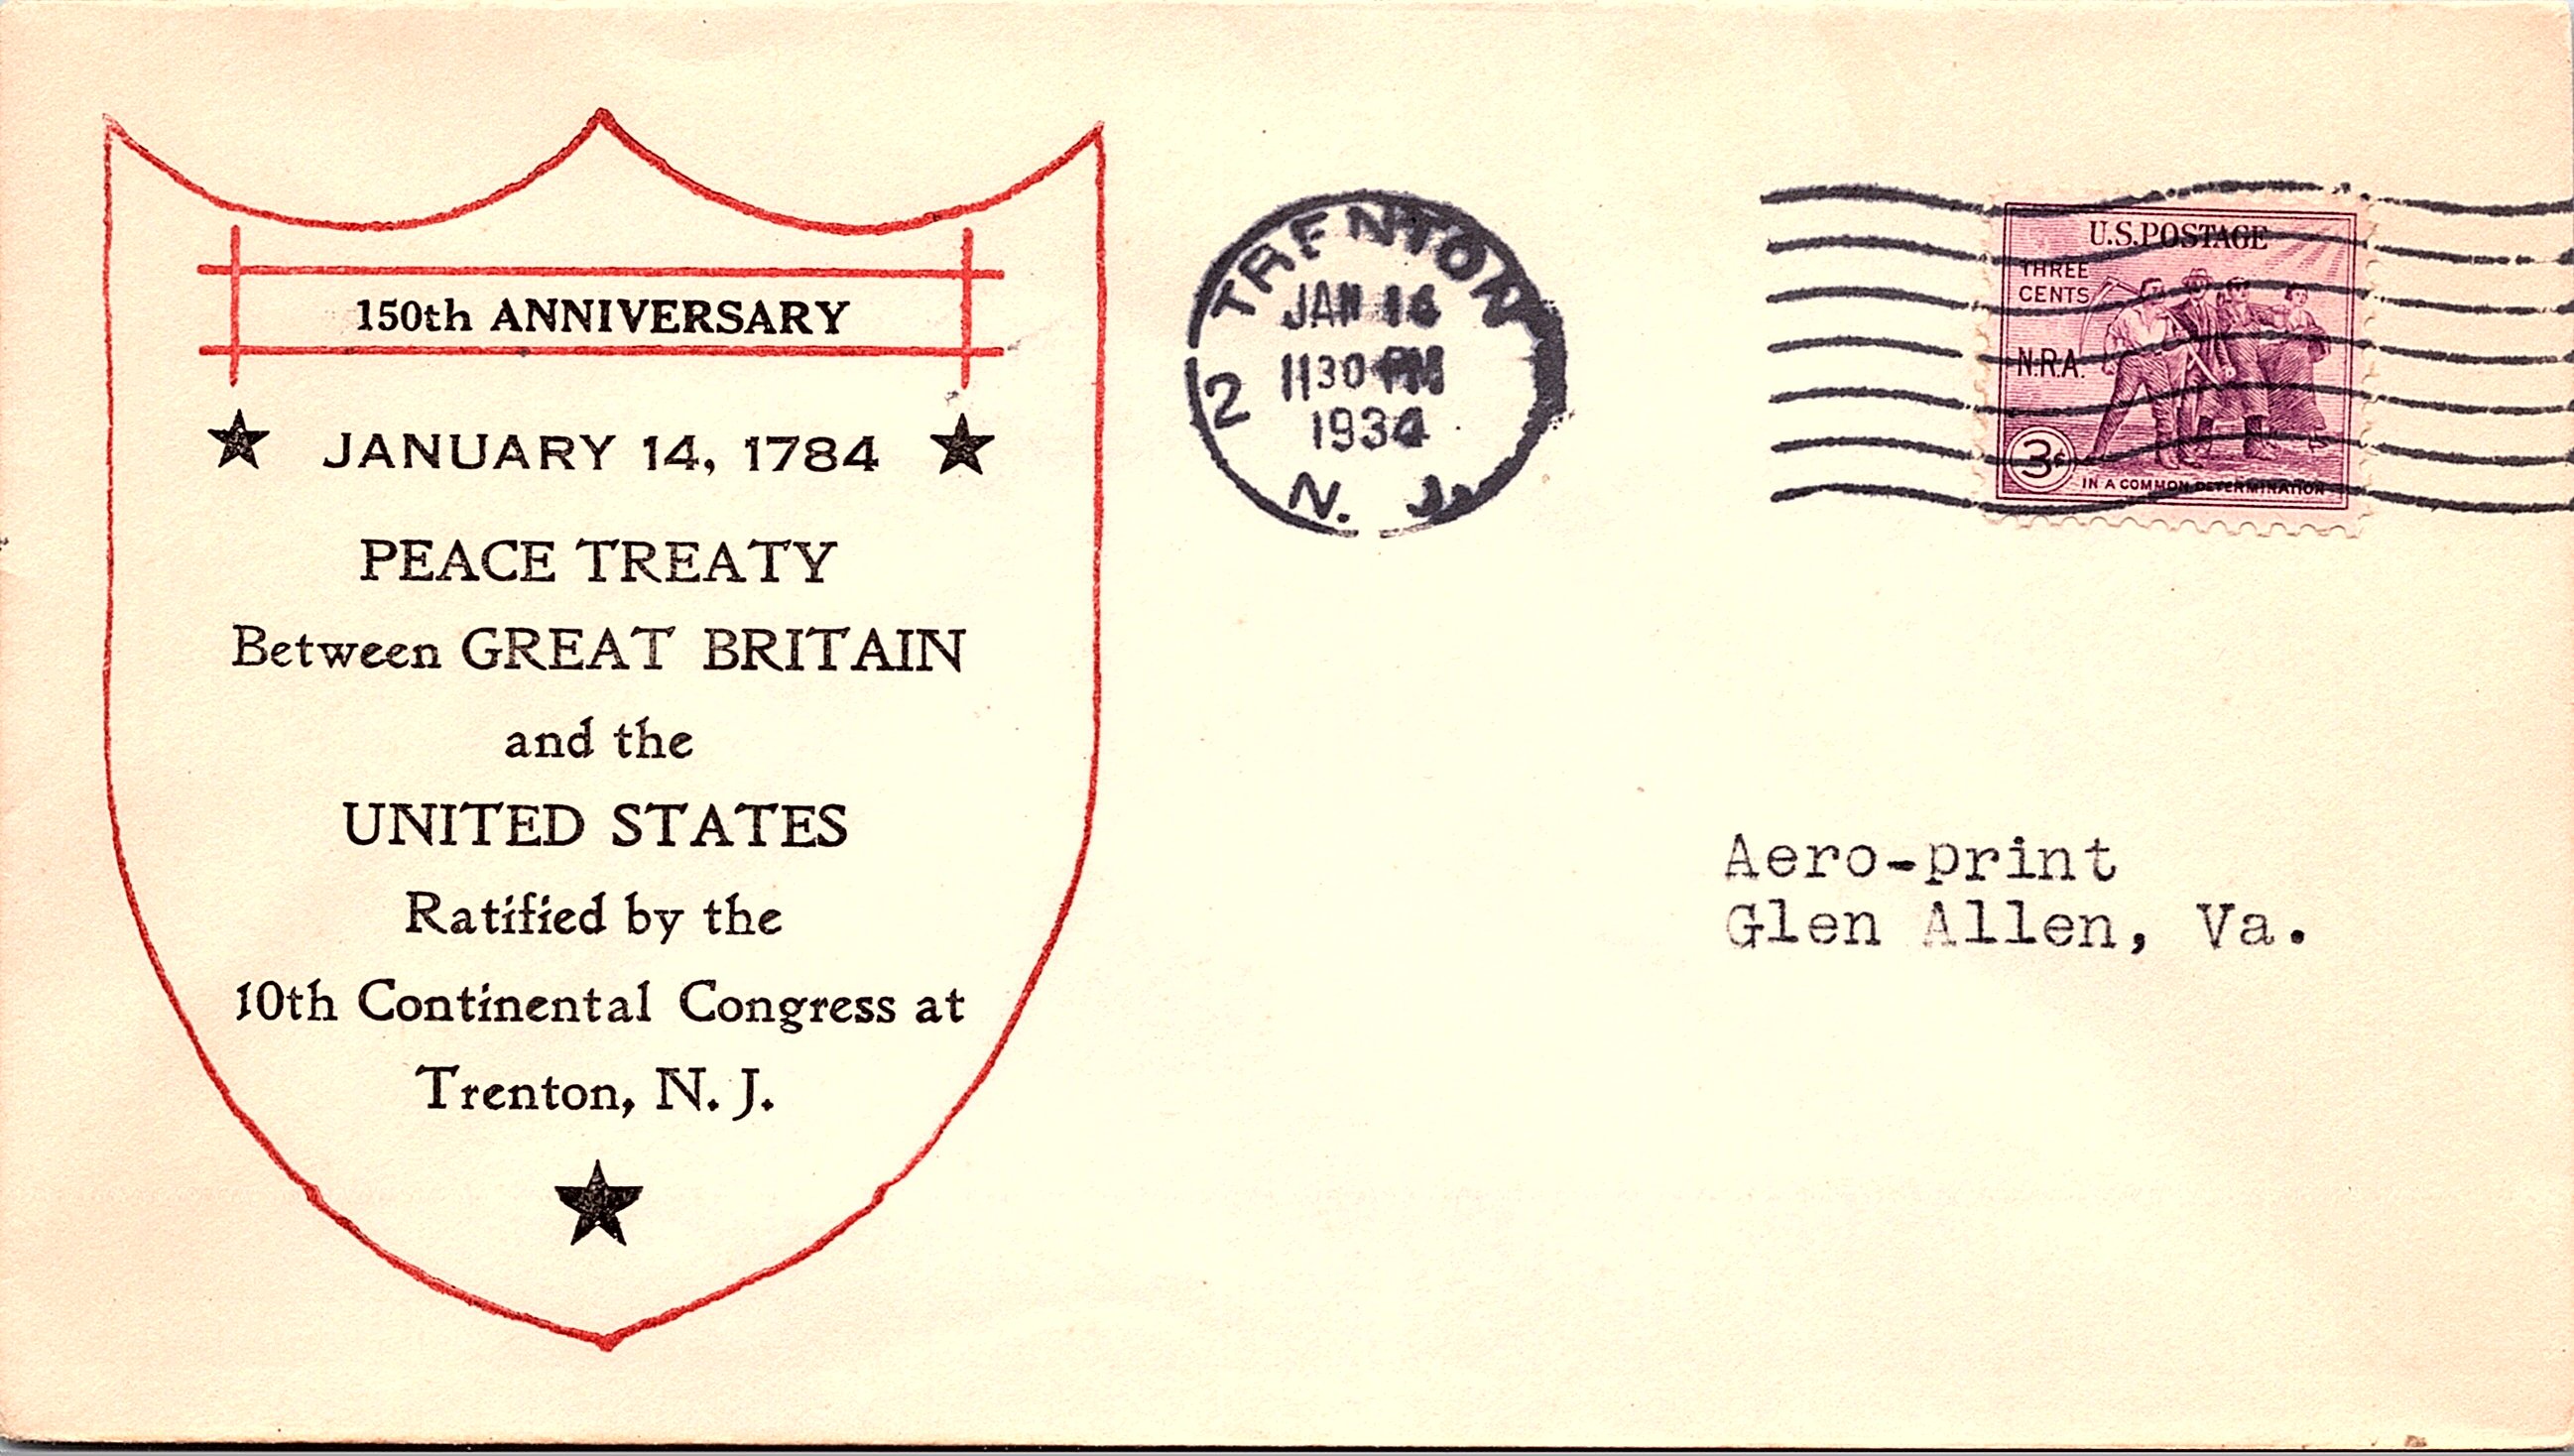 150th ANNIVERSARY
JANUARY 14, 1784
PEACE TREATY
Between GREAT BRITAIN
and the
UNITED STATES
Ratified by the
10th Continental Congress at
Trenton, N. J.
TRENTON
JAN 14
1130 PM
2
1934
N. J.
U.S. POSTAGE
THREE
CENTS
N.R.A.
3¢
IN A COMMON DETERMINATION
Aero-print
Glen Allen, Va.